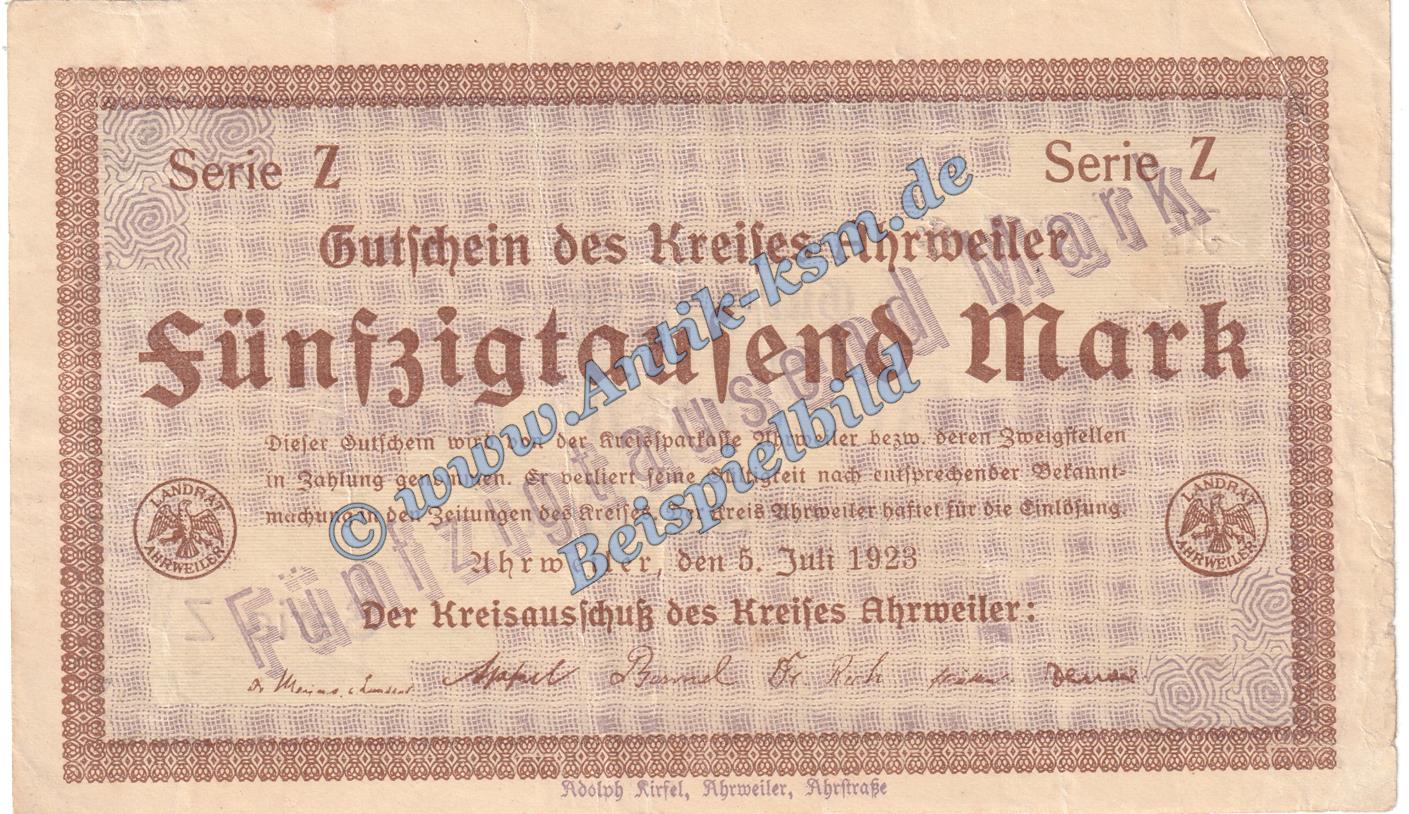 Serie Z
Serie Z
Gutschein des Kreises Ahrweiler
Fünfzigtausend Mark
Fünfzigtausend Mark
Dieser Gutschein wird von der Kreissparkasse Ahrweiler bezw. deren Zweigstellen
in Zahlung genommen. Er verliert seine Gültigkeit nach entsprechender Bekannt-
machung in den Zeitungen des Kreises. Der Kreis Ahrweiler haftet für die Einlösung.
LANDRAT
AHRWEILER
LANDRAT
AHRWEILER
Ahrweiler, den 5. Juli 1923
Der Kreisausschuß des Kreises Ahrweiler:
Appel
Dr. Rich
Adolph Kirfel, Ahrweiler, Ahrstraße
© www.Antik-ksm.de
Beispielbild